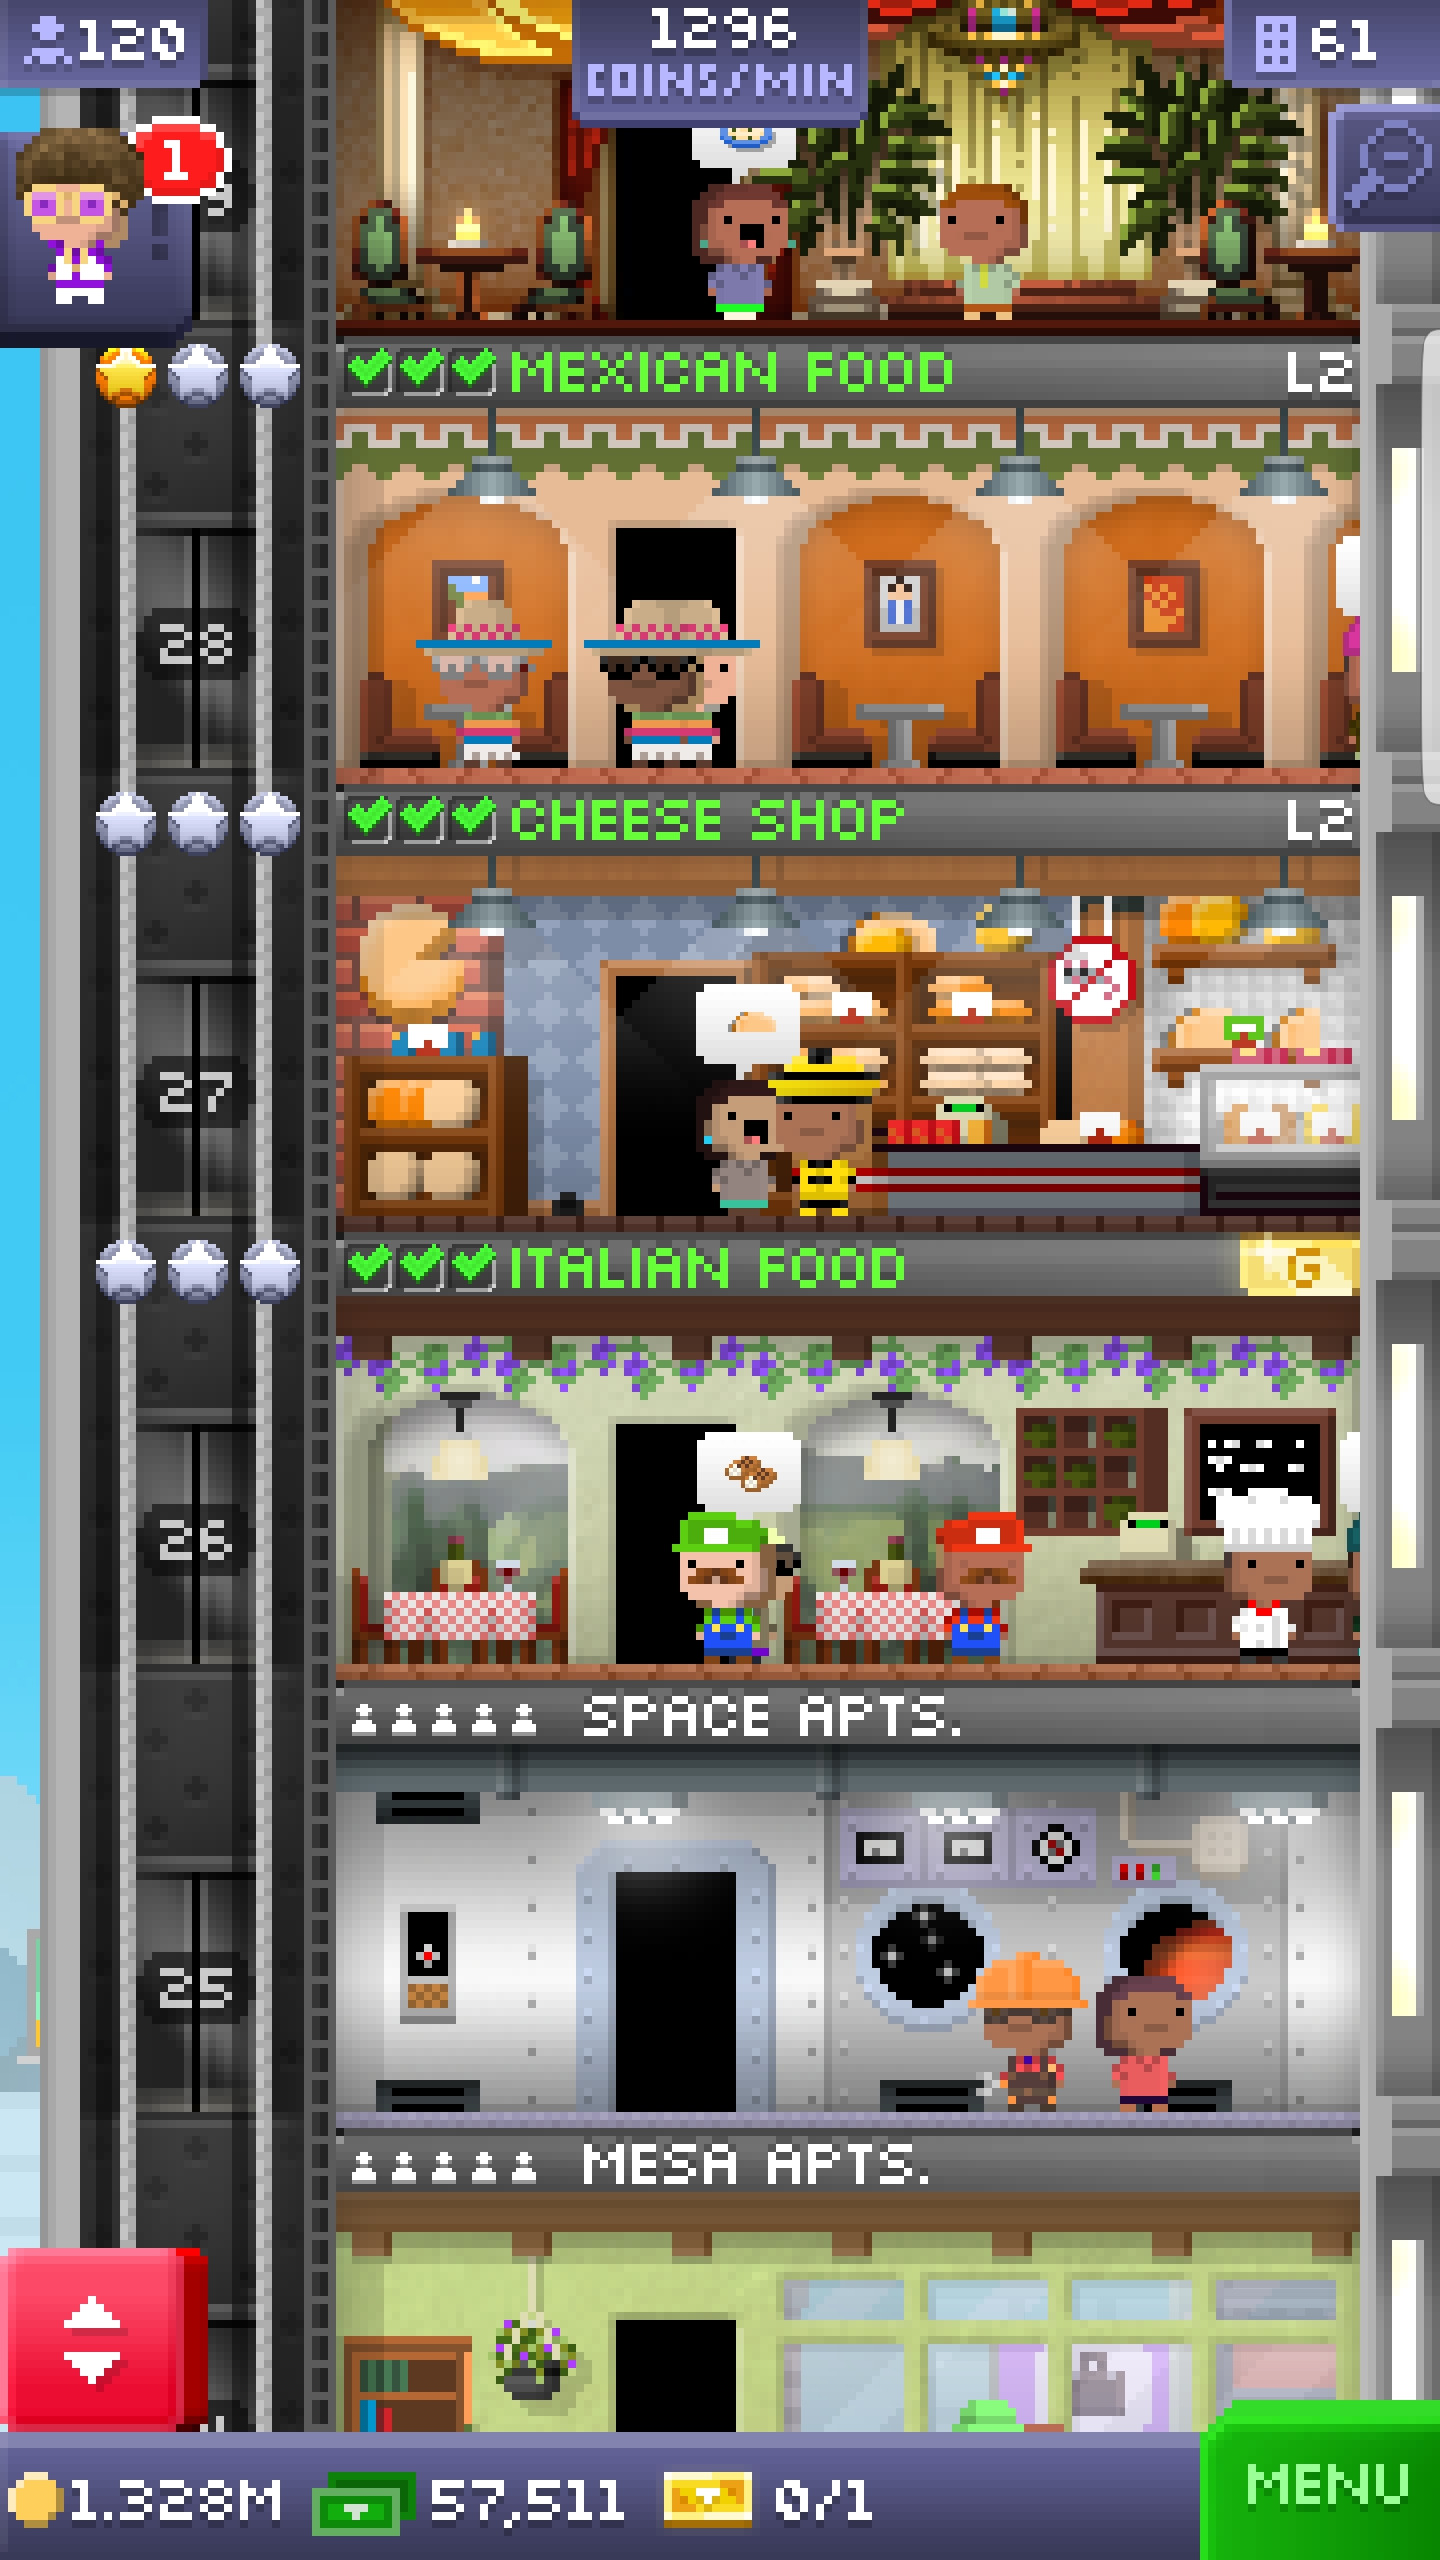 120
1296
COINS/MIN
61
1
MEXICAN FOOD
L2
28
CHEESE SHOP
L2
27
ITALIAN FOOD
G
26
SPACE APTS.
25
MESA APTS.
1.328M
57,511
0/1
MENU